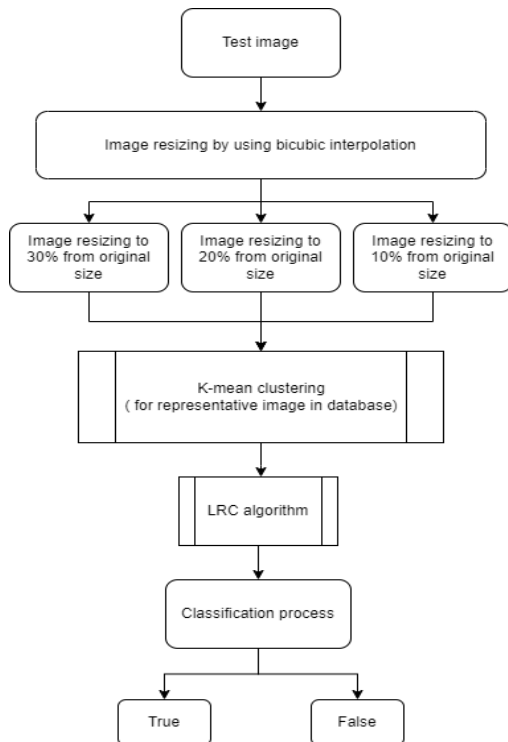 Test image
Image resizing by using bicubic interpolation
Image resizing to
30% from original
size
Image resizing to
20% from original
size
Image resizing to
10% from original
size
K-mean clustering
( for representative image in database)
LRC algorithm
Classification process
True
False